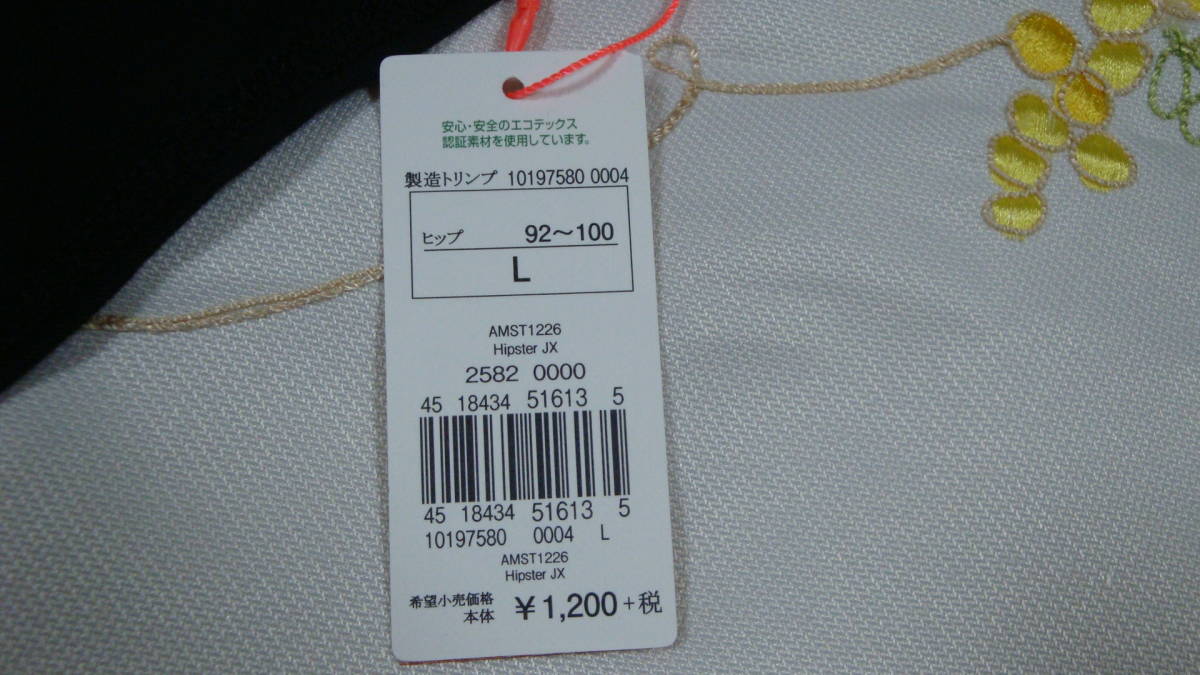 安心・安全のエコテックス
認証素材を使用しています。
製造トリンプ 10197580 0004
ヒップ 92～100
L
AMST1226
Hipster JX
2582 0000
45 18434 51613 5
45 18434 51613 5
10197580 0004 L
AMST1226
Hipster JX
希望小売価格
本体 ￥1,200+税